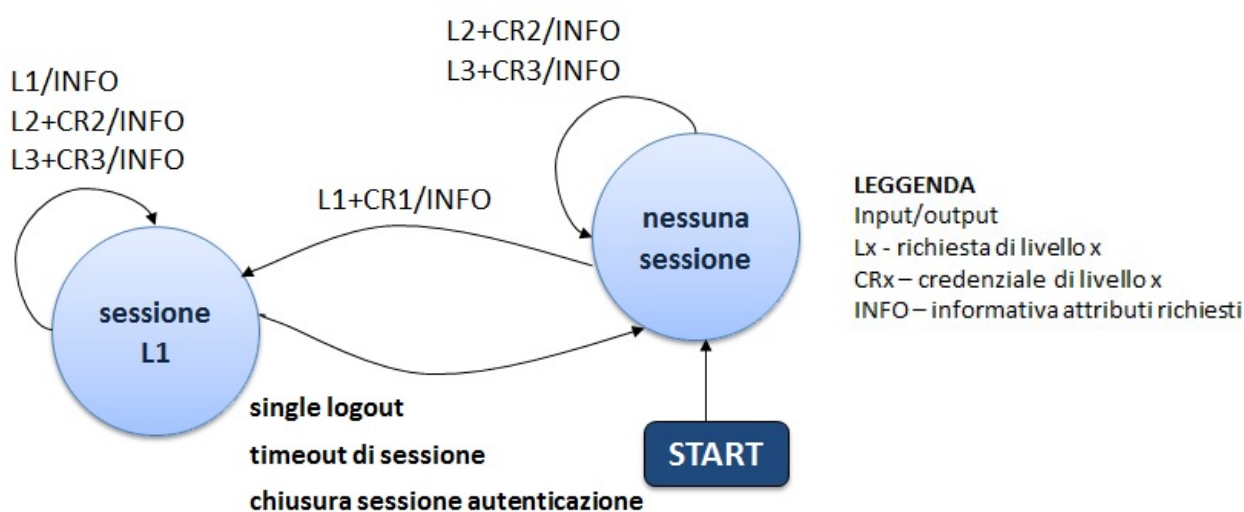 L2+CR2/INFO
L3+CR3/INFO
L1/INFO
L2+CR2/INFO
L3+CR3/INFO
L1+CR1/INFO
nessuna
sessione
sessione
L1
LEGGENDA
Input/output
Lx - richiesta di livello x
CRx – credenziale di livello x
INFO – informativa attributi richiesti
single logout
timeout di sessione
chiusura sessione autenticazione
START